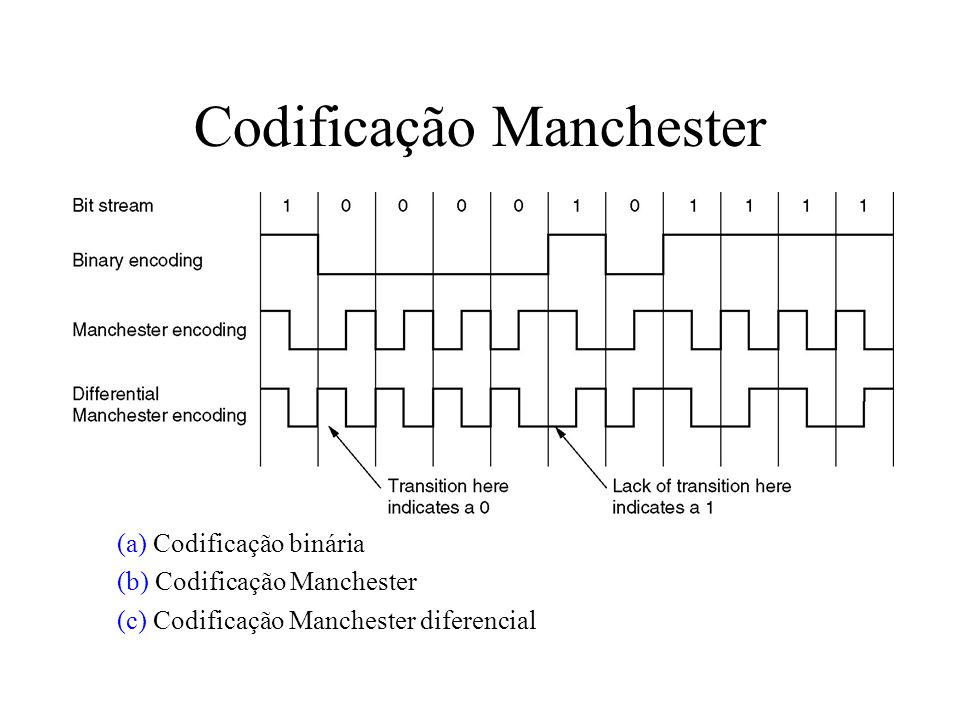 Codificação Manchester
Bit stream 1 0 0 0 0 1 0 1 1 1 1
Binary encoding
Manchester encoding
Differential
Manchester encoding
Transition here
indicates a 0
Lack of transition here
indicates a 1
(a) Codificação binária
(b) Codificação Manchester
(c) Codificação Manchester diferencial